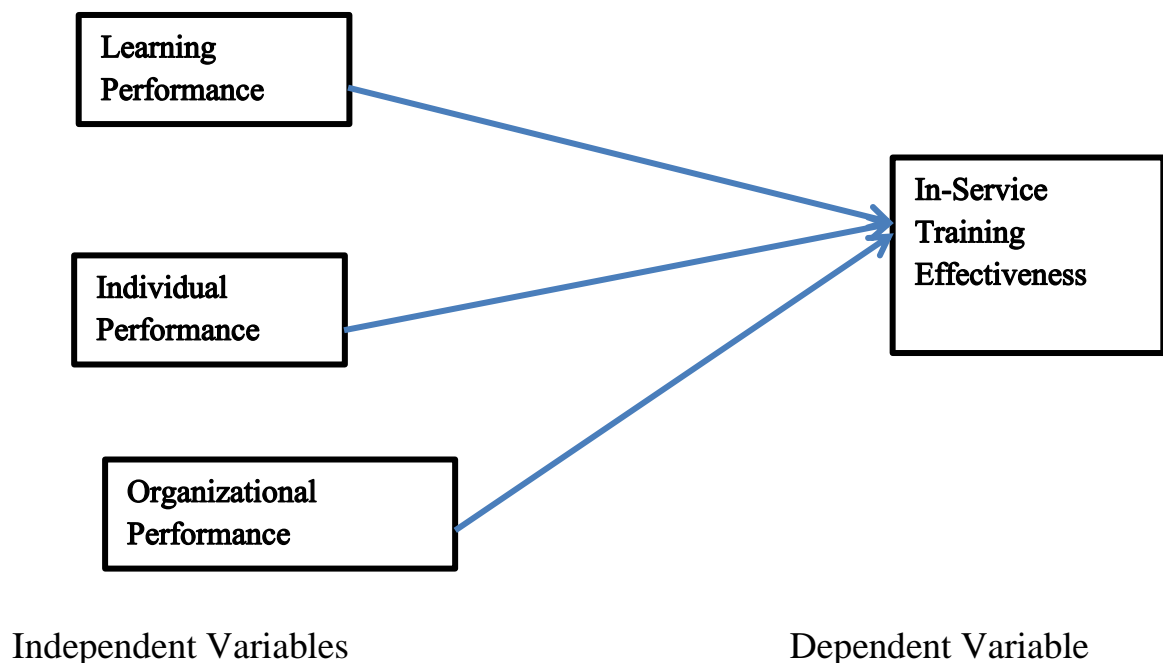 Learning
Performance
In-Service
Training
Effectiveness
Individual
Performance
Organizational
Performance
Independent Variables
Dependent Variable